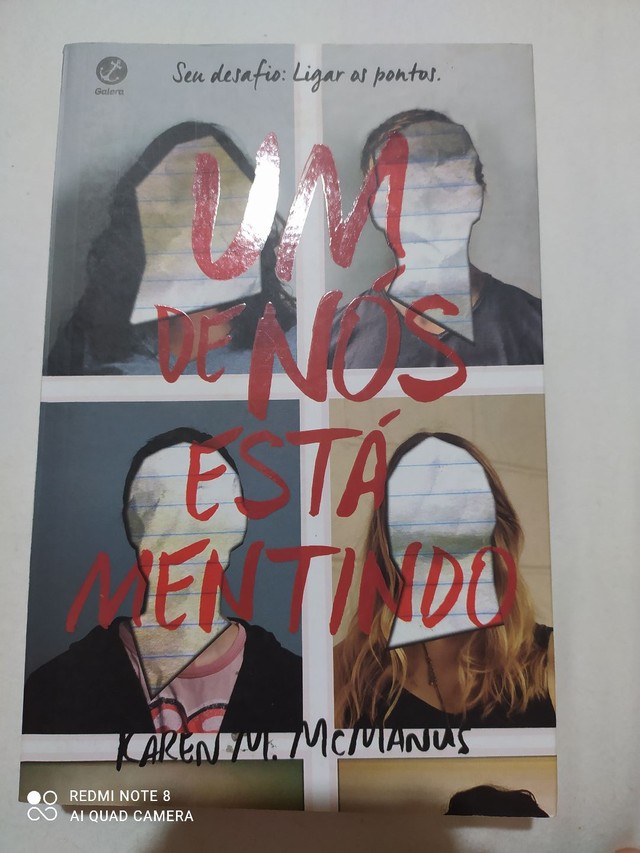 Galera
Seu desafio: Ligar os pontos.
UM
DE NÓS
ESTÁ
MENTINDO
KAREN M. McMANUS
REDMI NOTE 8
AI QUAD CAMERA